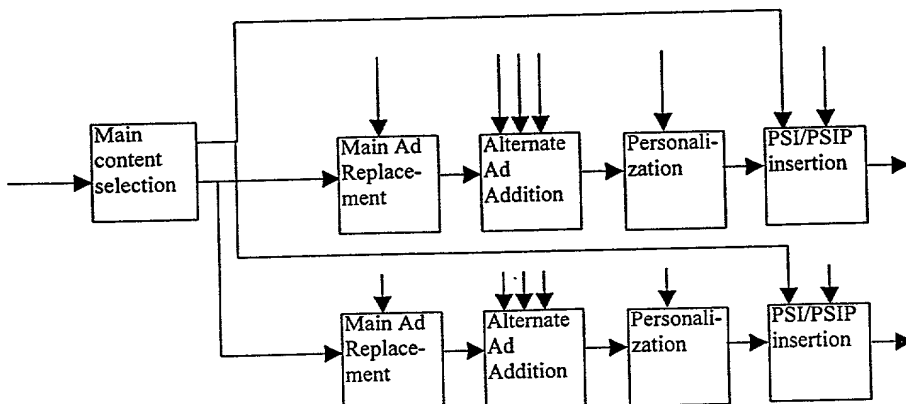 Main
content
selection
Main Ad
Replace-
ment
Alternate
Ad
Addition
Personali-
zation
PSI/PSIP
insertion
Main Ad
Replace-
ment
Alternate
Ad
Addition
Personali-
zation
PSI/PSIP
insertion